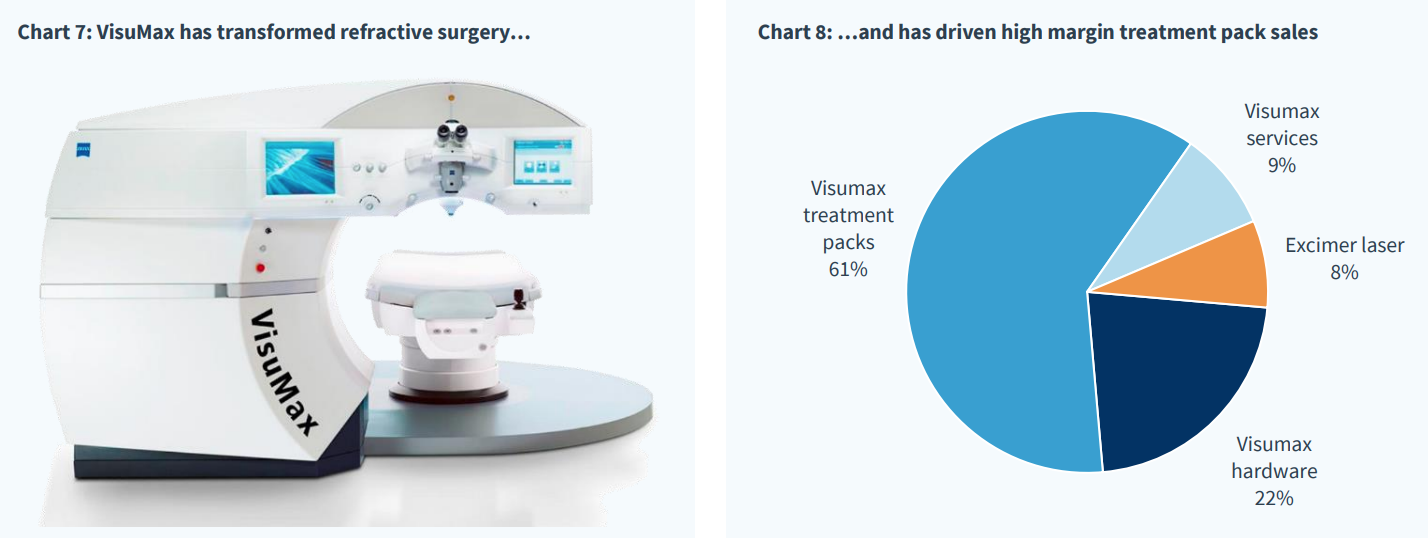 Chart 7: VisuMax has transformed refractive surgery…
ZEISS
VisuMax
Chart 8: …and has driven high margin treatment pack sales
Visumax
services
9%
Visumax
treatment
packs
61%
Excimer laser
8%
Visumax
hardware
22%